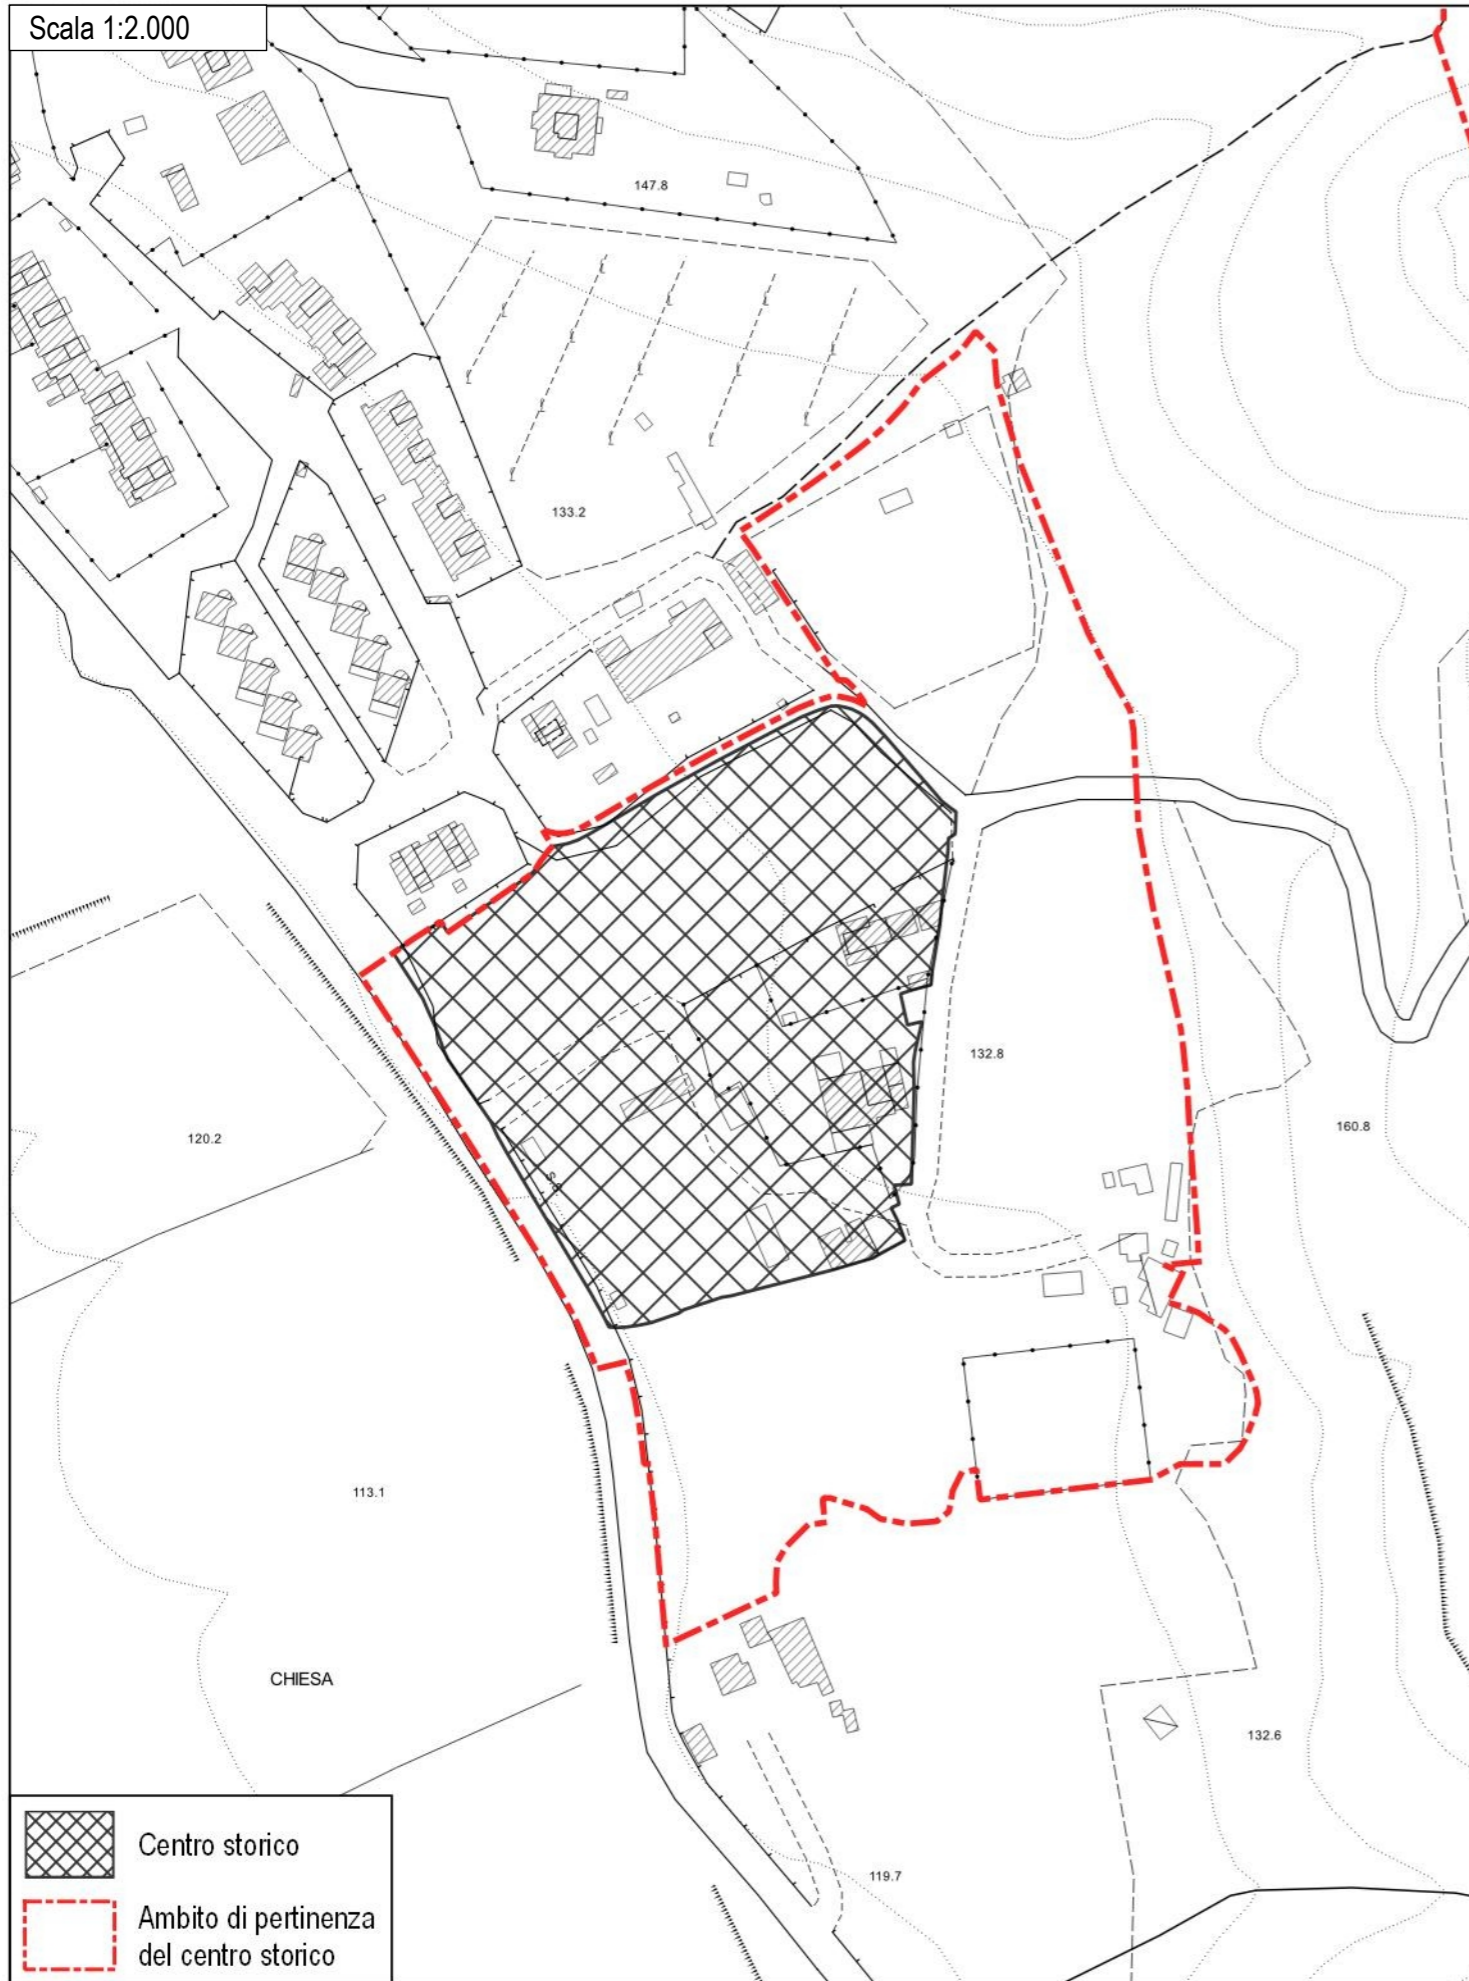 Scala 1:2.000
147.8
133.2
132.8
120.2
160.8
S.S.
113.1
CHIESA
132.6
119.7
Centro storico
Ambito di pertinenza
del centro storico